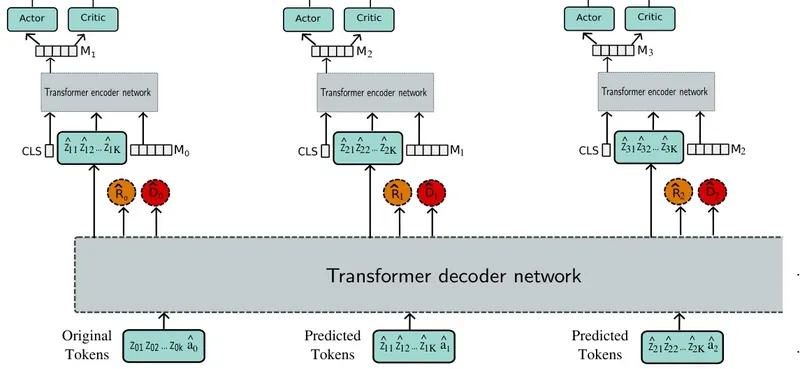 Actor Critic Actor Critic Actor Critic
M₁ M₂ M₃
Transformer encoder network Transformer encoder network Transformer encoder network
CLS ẑ₁₁ ẑ₁₂ ... ẑ₁K M₀ CLS ẑ₂₁ ẑ₂₂ ... ẑ₂K M₁ CLS ẑ₃₁ ẑ₃₂ ... ẑ₃K M₂
R̂₀ D̂₀ R̂₁ D̂₁ R̂₂ D̂₂
Transformer decoder network
Original Predicted Predicted
Tokens z₀₁ z₀₂ ... z₀k â₀ Tokens ẑ₁₁ ẑ₁₂ ... ẑ₁K â₁ Tokens ẑ₂₁ ẑ₂₂ ... ẑ₂K â₂